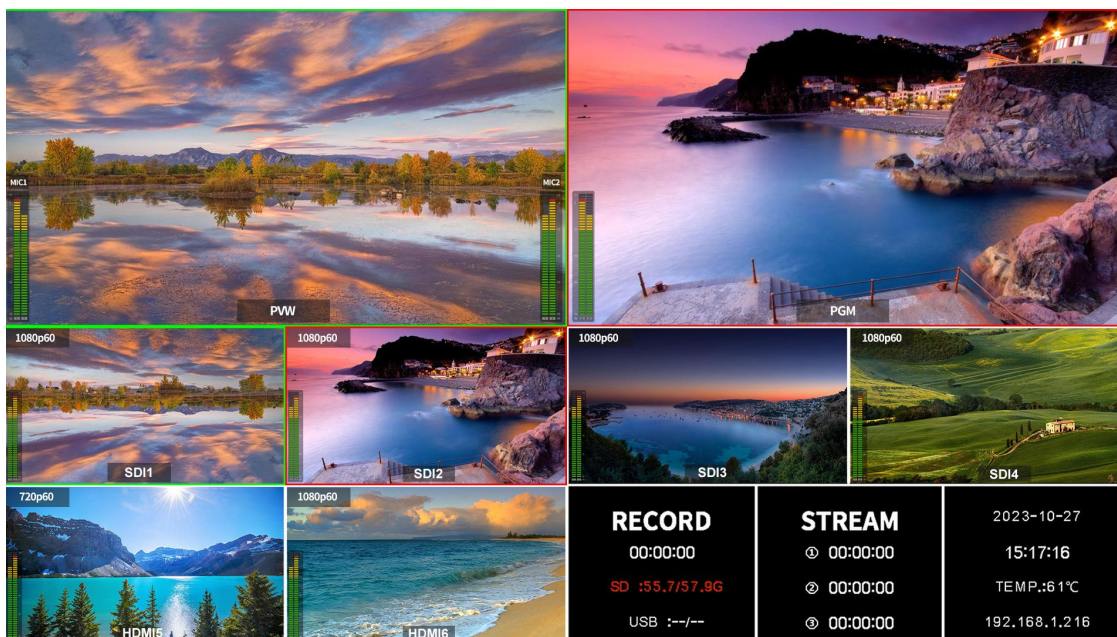 MIC1
MIC2
PVW
PGM
1080p60
1080p60
1080p60
1080p60
SDI1
SDI2
SDI3
SDI4
720p60
1080p60
HDMI5
HDMI6
RECORD
00:00:00
SD :55.7/57.9G
USB :--/--
STREAM
① 00:00:00
② 00:00:00
③ 00:00:00
2023-10-27
15:17:16
TEMP.:61℃
192.168.1.216